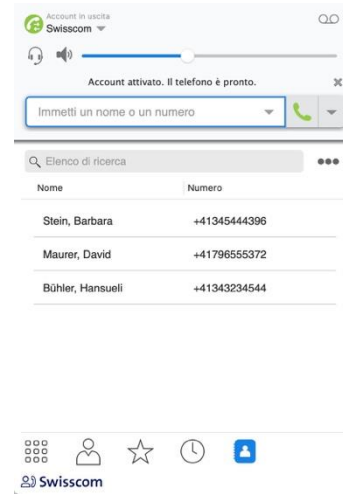 Account in uscita
Swisscom
Account attivato. Il telefono è pronto.
Immetti un nome o un numero
Elenco di ricerca
Nome Numero
Stein, Barbara +41345444396
Maurer, David +41796555372
Bühler, Hansueli +41343234544
Swisscom